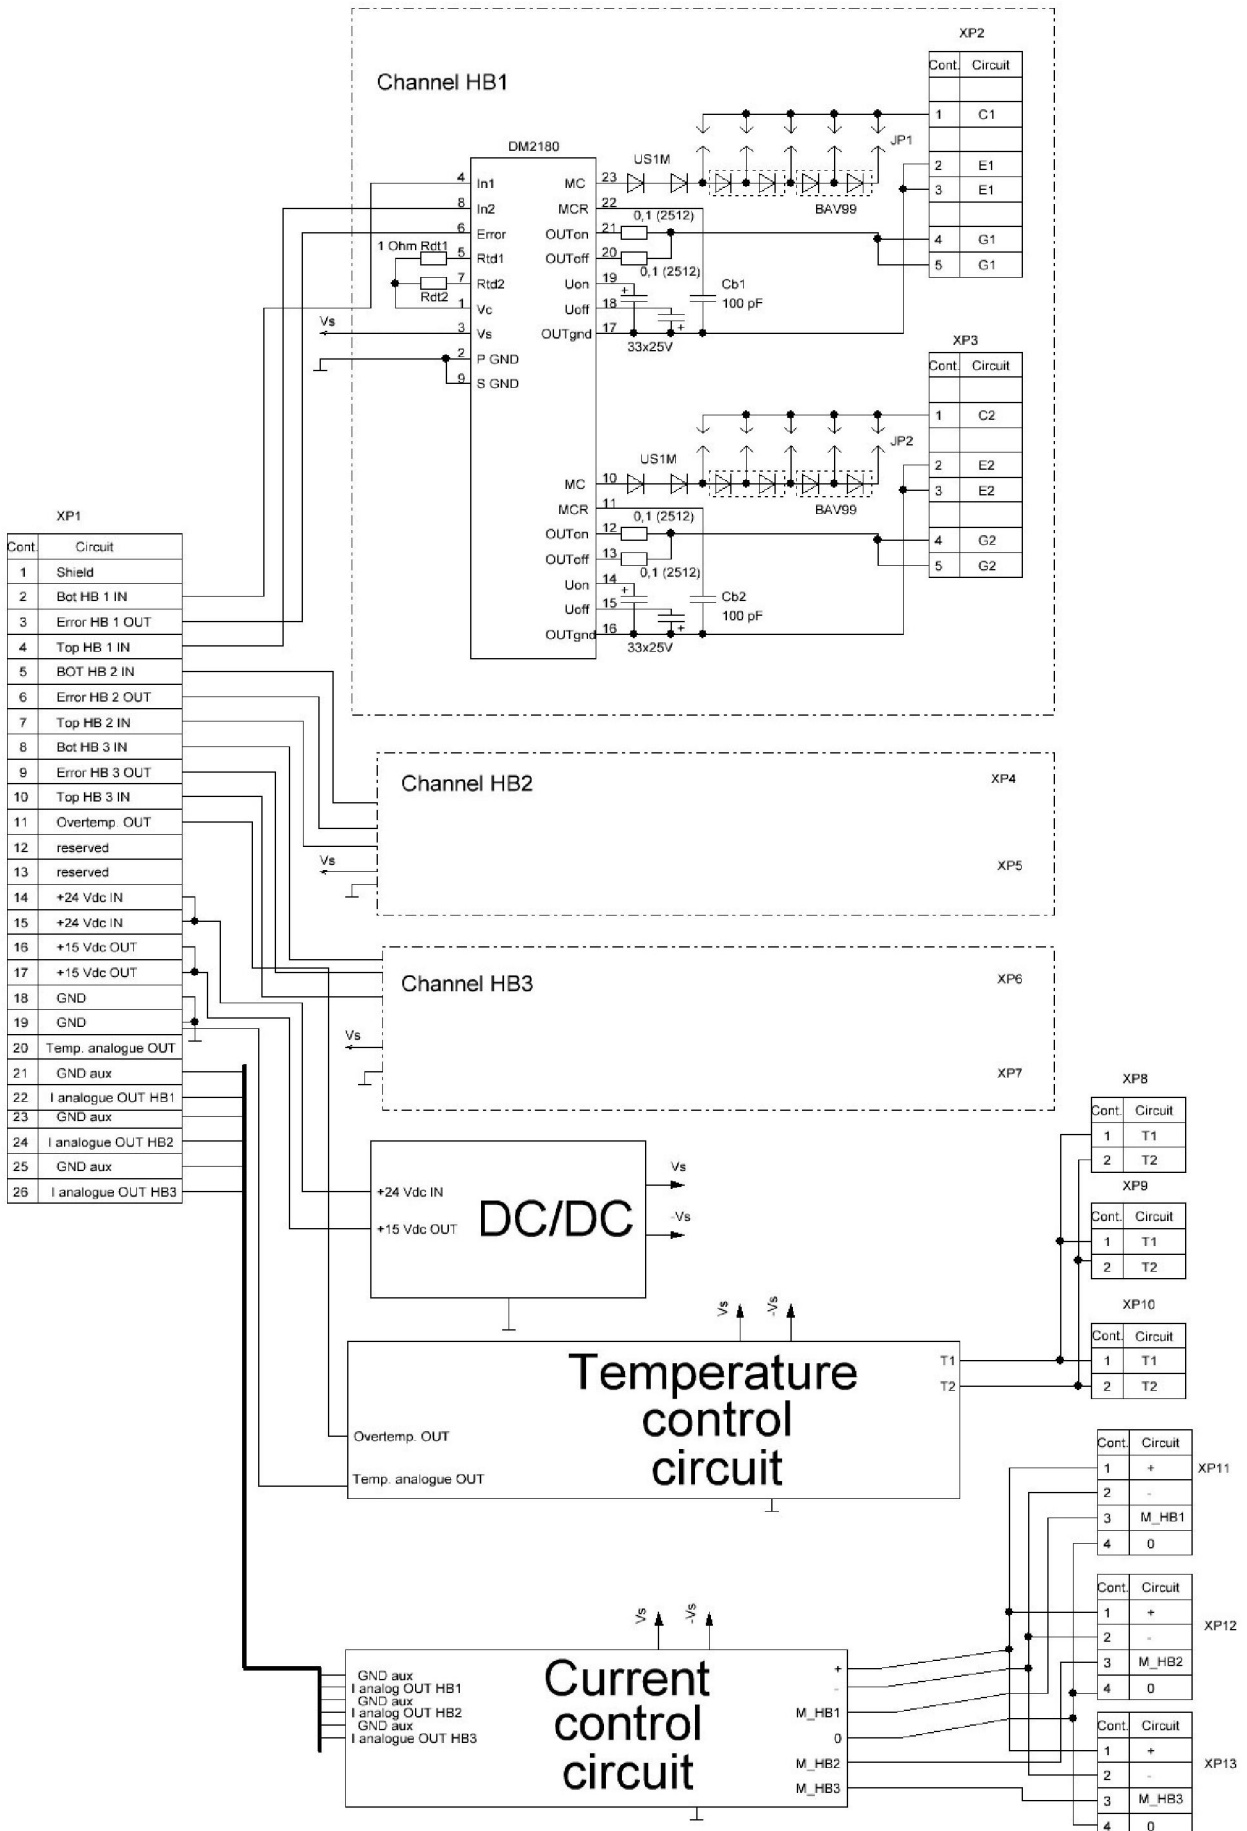 Channel HB1
XP2
Cont. Circuit
1 C1
2 E1
3 E1
4 G1
5 G1
JP1
DM2180
US1M
BAV99
4 In1 MC 23
8 In2 MCR 22
0,1 (2512)
6 Error OUTon 21
1 Ohm Rdt1
5 Rtd1 OUToff 20
0,1 (2512)
7 Rtd2 Uon 19
Rdt2
Cb1
100 pF
1 Vc Uoff 18
Vs
3 Vs OUTgnd 17
33x25V
2 P GND
9 S GND
XP3
Cont. Circuit
1 C2
2 E2
3 E2
4 G2
5 G2
JP2
US1M
BAV99
MC 10
MCR 11
0,1 (2512)
OUTon 12
OUToff 13
0,1 (2512)
Uon 14
Cb2
100 pF
Uoff 15
OUTgnd 16
33x25V
XP1
Cont. Circuit
1 Shield
2 Bot HB 1 IN
3 Error HB 1 OUT
4 Top HB 1 IN
5 BOT HB 2 IN
6 Error HB 2 OUT
7 Top HB 2 IN
8 Bot HB 3 IN
9 Error HB 3 OUT
10 Top HB 3 IN
11 Overtemp. OUT
12 reserved
13 reserved
14 +24 Vdc IN
15 +24 Vdc IN
16 +15 Vdc OUT
17 +15 Vdc OUT
18 GND
19 GND
20 Temp. analogue OUT
21 GND aux
22 I analogue OUT HB1
23 GND aux
24 I analogue OUT HB2
25 GND aux
26 I analogue OUT HB3
Channel HB2
XP4
XP5
Vs
Channel HB3
XP6
XP7
Vs
+24 Vdc IN
+15 Vdc OUT
DC/DC
Vs
-Vs
XP8
Cont. Circuit
1 T1
2 T2
XP9
Cont. Circuit
1 T1
2 T2
XP10
Cont. Circuit
1 T1
2 T2
Vs
-Vs
Temperature
control
circuit
T1
T2
Overtemp. OUT
Temp. analogue OUT
XP11
Cont. Circuit
1 +
2 -
3 M_HB1
4 0
XP12
Cont. Circuit
1 +
2 -
3 M_HB2
4 0
XP13
Cont. Circuit
1 +
2 -
3 M_HB3
4 0
Vs
-Vs
Current
control
circuit
GND aux
I analog OUT HB1
GND aux
I analog OUT HB2
GND aux
I analogue OUT HB3
+
-
M_HB1
0
M_HB2
M_HB3